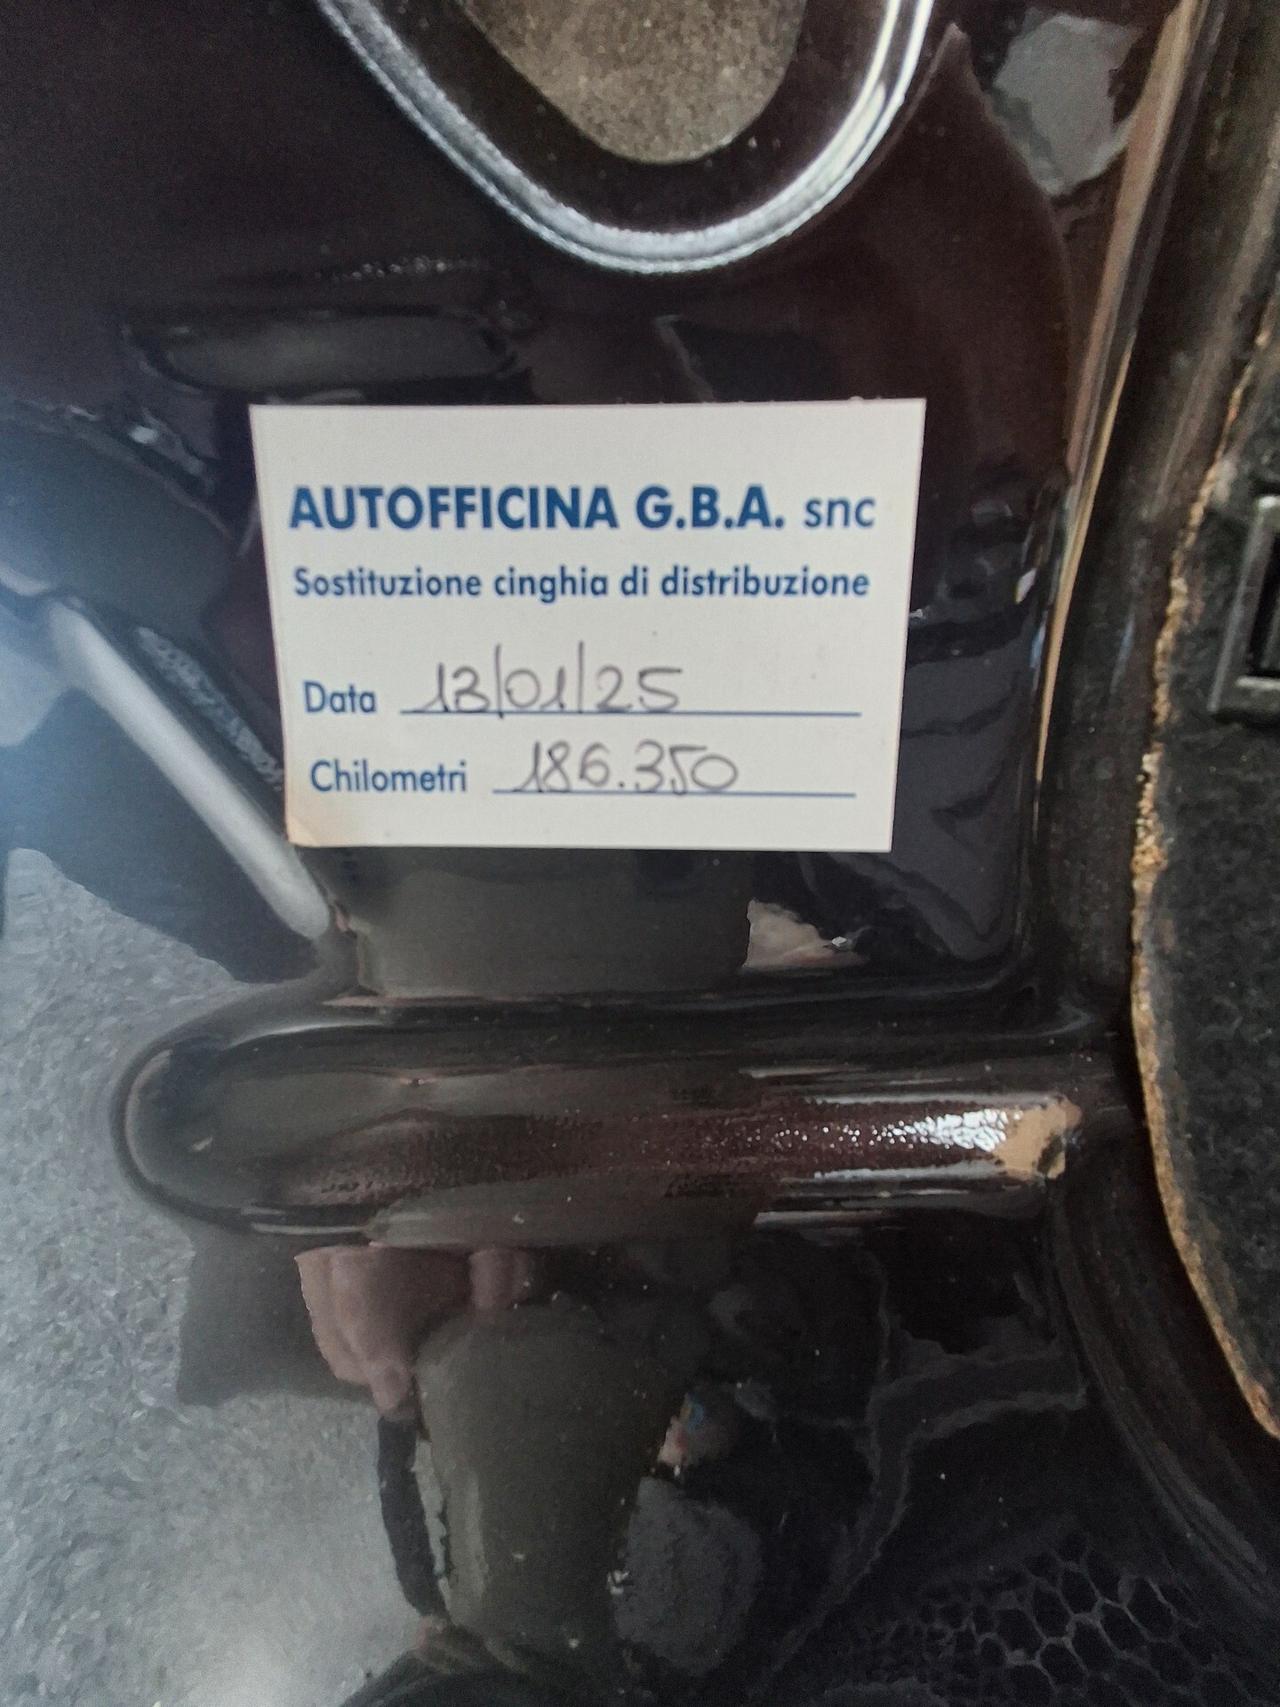 AUTOFFICINA G.B.A. snc
Sostituzione cinghia di distribuzione
Data 13/01/25
Chilometri 186.350